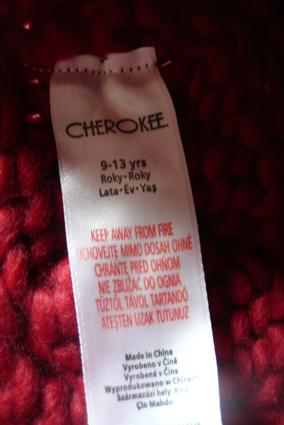 CHEROKEE
9-13 yrs
Roky • Roky
Lata • Év • Yaş
KEEP AWAY FROM FIRE
UCHOVEJTE MIMO DOSAH OHNĚ
CHRÁNTE PRED OHŇOM
NIE ZBLIŻAĆ DO OGNIA
TŰZTŐL TÁVOL TARTANDÓ
ATEŞTEN UZAK TUTUNUZ
Made in China
Vyrobeno v Číně
Vyrobené v Číne
Wyprodukowano w Chinach
Származási hely: Kína
Çin Malıdır